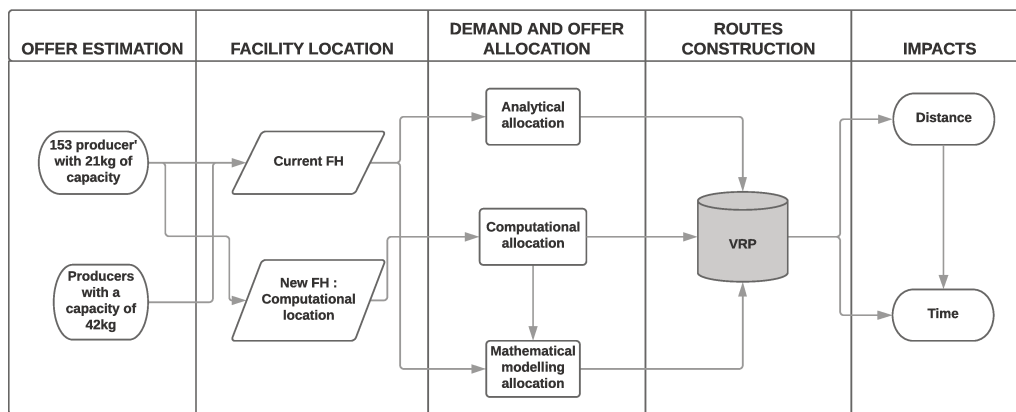 OFFER ESTIMATION
FACILITY LOCATION
DEMAND AND OFFER
ALLOCATION
ROUTES
CONSTRUCTION
IMPACTS
153 producer'
with 21kg of
capacity
Producers
with a
capacity of
42kg
Current FH
New FH :
Computational
location
Analytical
allocation
Computational
allocation
Mathematical
modelling
allocation
VRP
Distance
Time